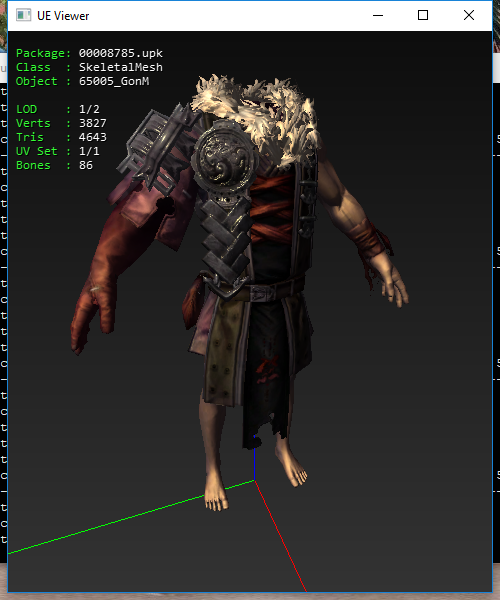 UE Viewer
Package: 00008785.upk
Class : SkeletalMesh
Object : 65005_GonM
LOD : 1/2
Verts : 3827
Tris : 4643
UV Set : 1/1
Bones : 86